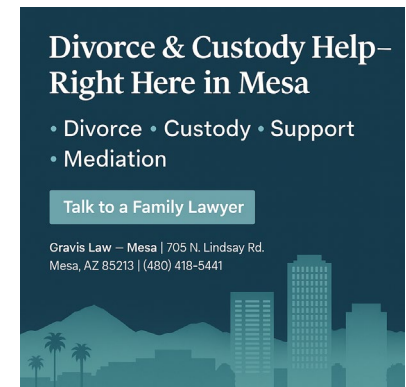 Divorce & Custody Help–
Right Here in Mesa
• Divorce • Custody • Support
• Mediation
Talk to a Family Lawyer
Gravis Law — Mesa | 705 N. Lindsay Rd.
Mesa, AZ 85213 | (480) 418-5441